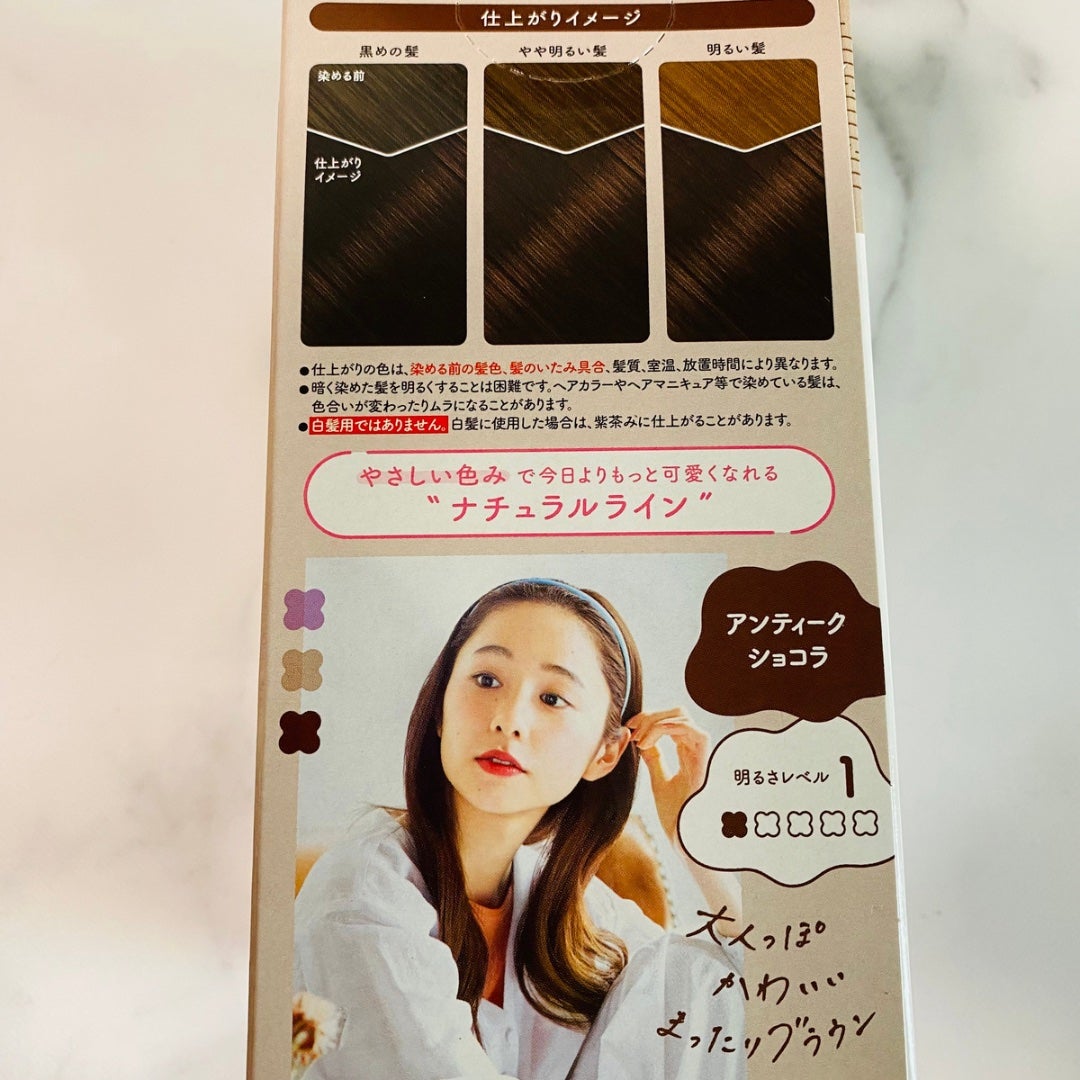 仕上がりイメージ
黒めの髪 やや明るい髪 明るい髪
染める前
仕上がり
イメージ
●仕上がりの色は、染める前の髪色、髪のいたみ具合、髪質、室温、放置時間により異なります。
●暗く染めた髪を明るくすることは困難です。ヘアカラーやヘアマニキュア等で染めている髪は、
色合いが変わったりムラになることがあります。
●白髪用ではありません。白髪に使用した場合は、紫茶みに仕上がることがあります。
やさしい色み で今日よりもっと可愛くなれる
“ナチュラルライン”
アンティーク
ショコラ
明るさレベル 1
大人っぽ
かわいい
まったりブラウン